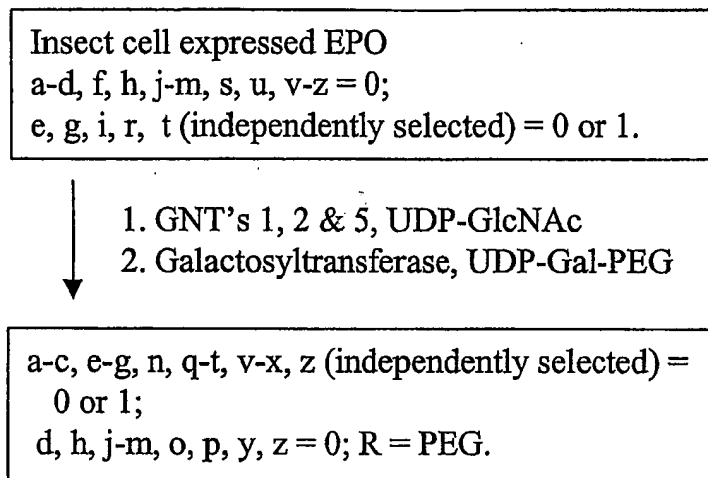 Insect cell expressed EPO
a-d, f, h, j-m, s, u, v-z = 0;
e, g, i, r, t (independently selected) = 0 or 1.
1. GNT's 1, 2 & 5, UDP-GlcNAc
2. Galactosyltransferase, UDP-Gal-PEG
a-c, e-g, n, q-t, v-x, z (independently selected) =
0 or 1;
d, h, j-m, o, p, y, z = 0; R = PEG.